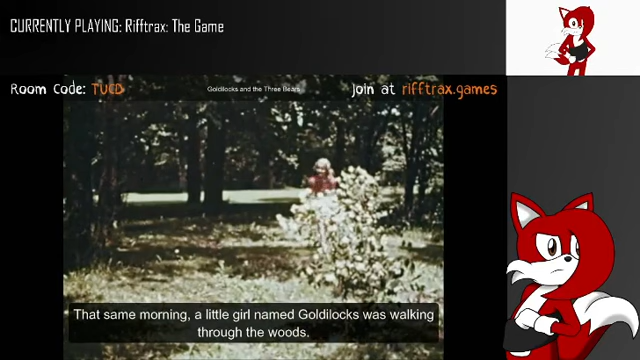 CURRENTLY PLAYING: Rifftrax: The Game
Room Code: TUCD
Goldilocks and the Three Bears
Join at rifftrax.games
That same morning, a little girl named Goldilocks was walking
through the woods.